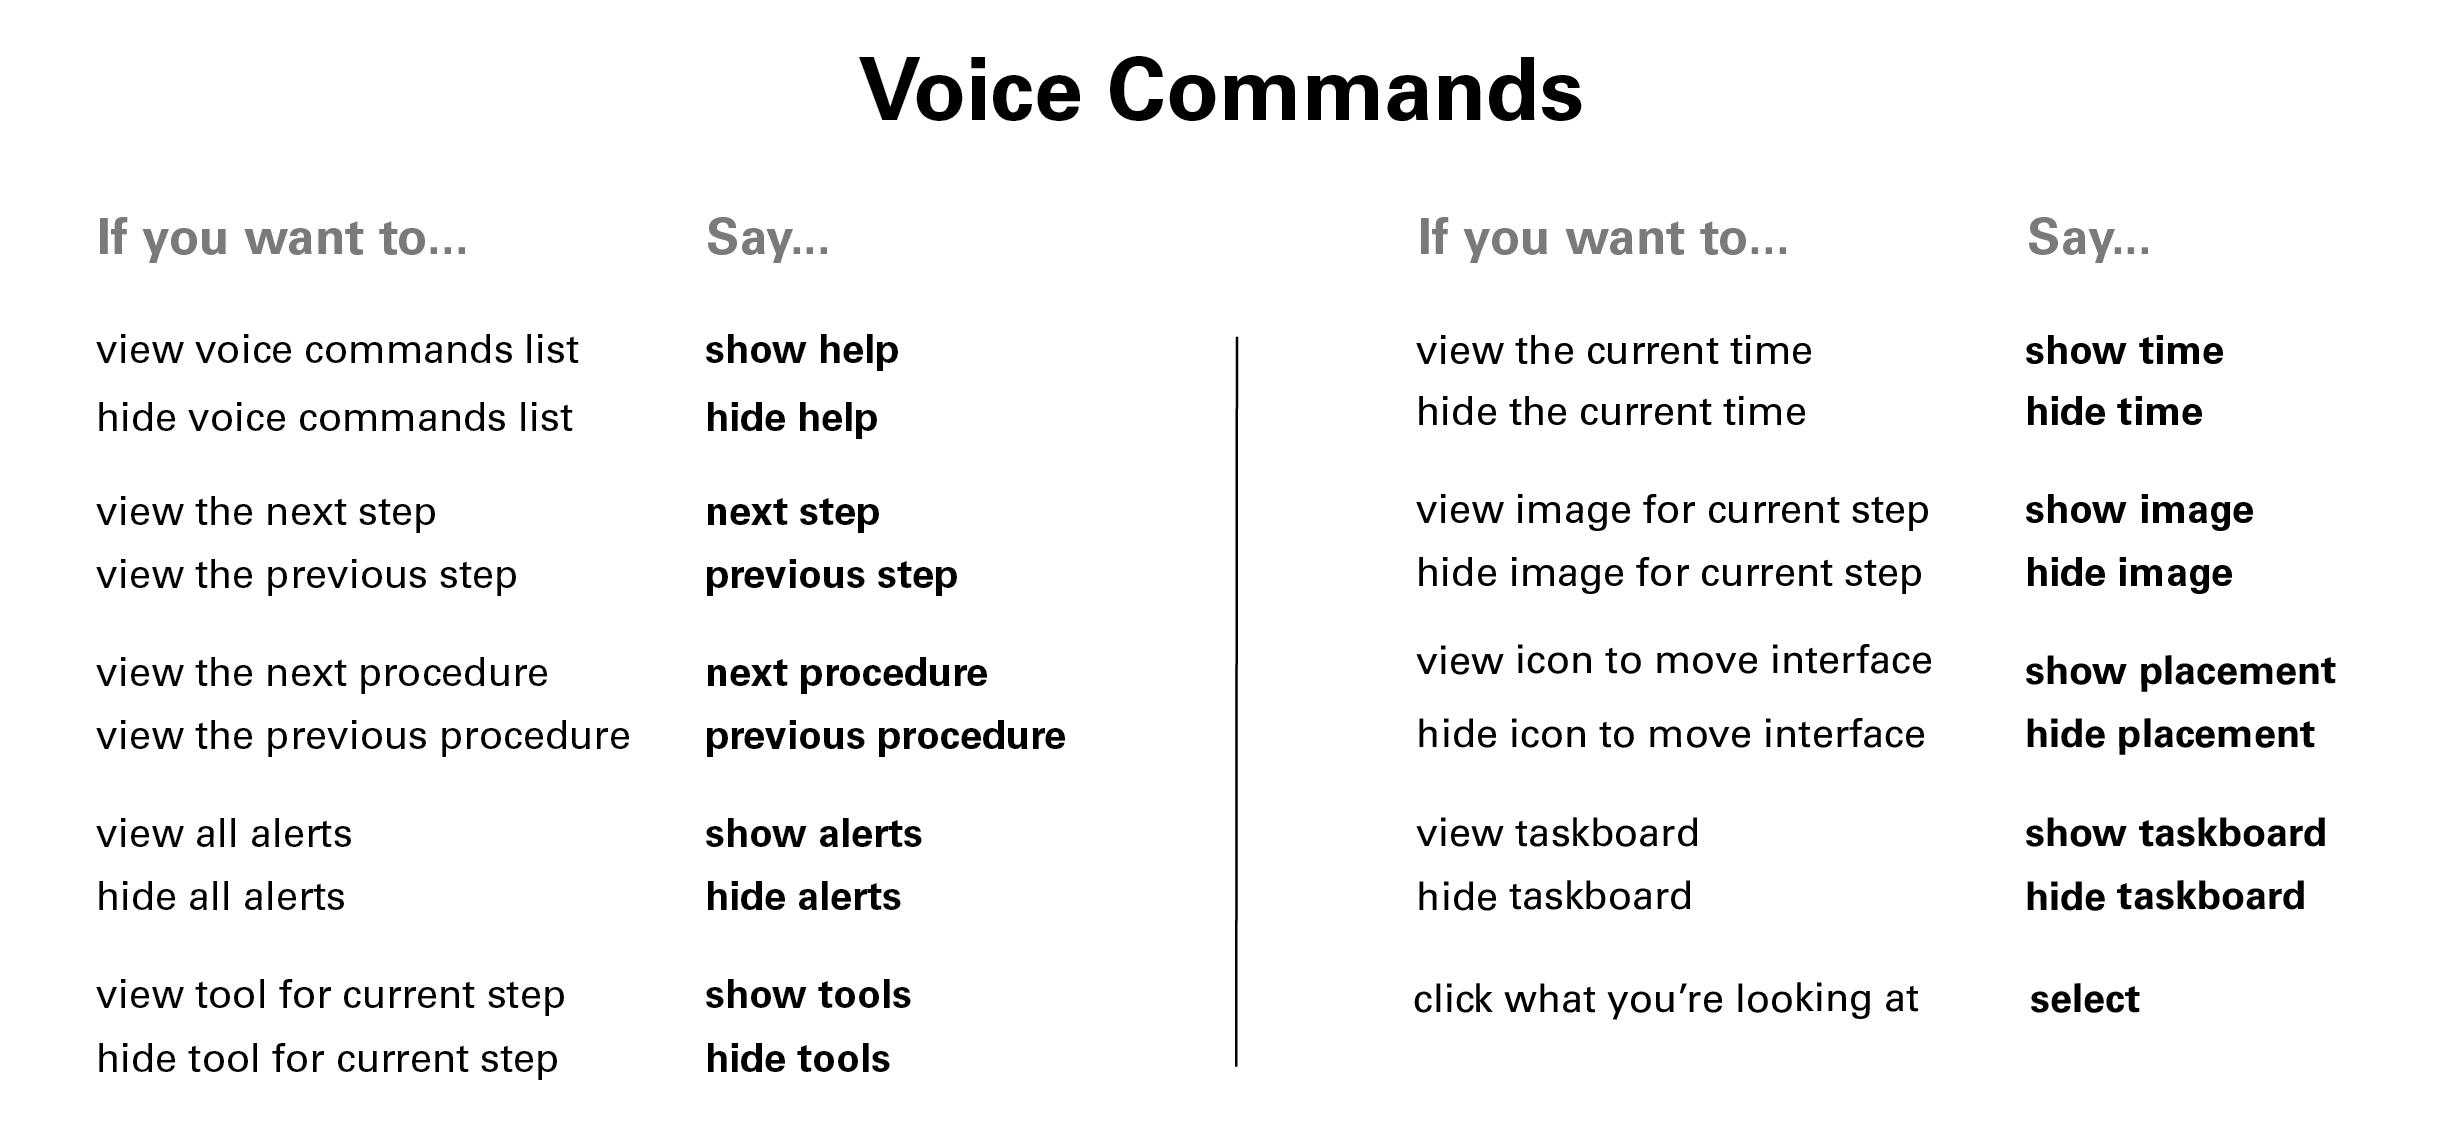 Voice Commands
If you want to... Say...
view voice commands list show help
hide voice commands list hide help
view the next step next step
view the previous step previous step
view the next procedure next procedure
view the previous procedure previous procedure
view all alerts show alerts
hide all alerts hide alerts
view tool for current step show tools
hide tool for current step hide tools
If you want to... Say...
view the current time show time
hide the current time hide time
view image for current step show image
hide image for current step hide image
view icon to move interface show placement
hide icon to move interface hide placement
view taskboard show taskboard
hide taskboard hide taskboard
click what you’re looking at select